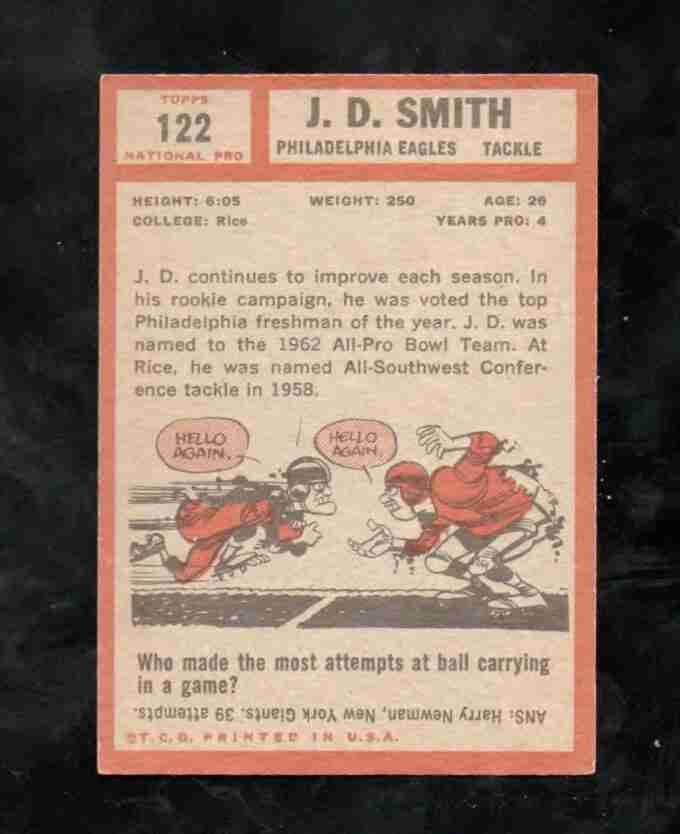 TOPPS
122
NATIONAL PRO
J. D. SMITH
PHILADELPHIA EAGLES TACKLE
HEIGHT: 6:05 WEIGHT: 250 AGE: 26
COLLEGE: Rice YEARS PRO: 4
J. D. continues to improve each season. In
his rookie campaign, he was voted the top
Philadelphia freshman of the year. J. D. was
named to the 1962 All-Pro Bowl Team. At
Rice, he was named All-Southwest Confer-
ence tackle in 1958.
HELLO
AGAIN.
HELLO
AGAIN.
Who made the most attempts at ball carrying
in a game?
ANS: Harry Newman, New York Giants. 39 attempts.
©T.C.G. PRINTED IN U.S.A.